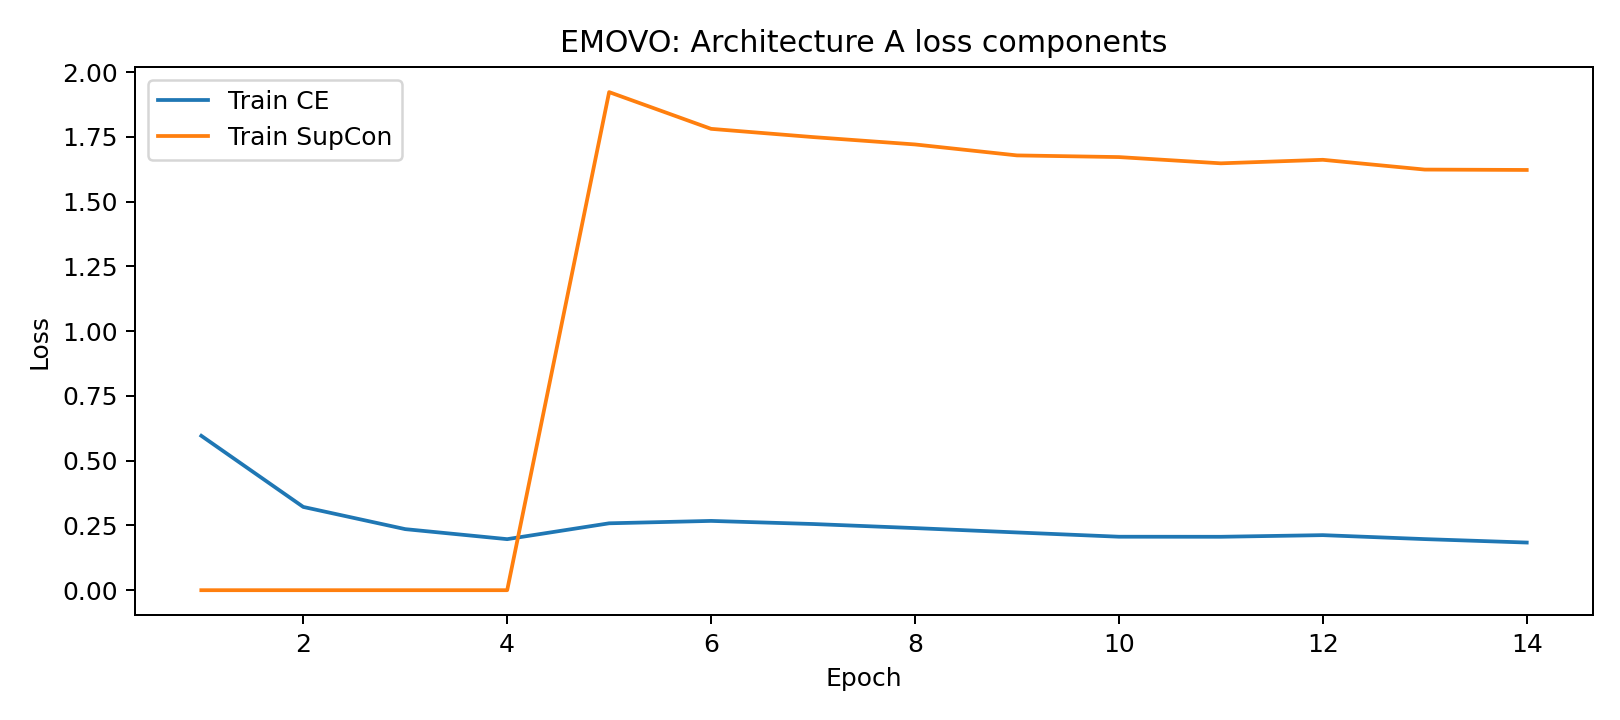 EMOVO: Architecture A loss components
Train CE
Train SupCon
2.00
1.75
1.50
1.25
1.00
0.75
0.50
0.25
0.00
Loss
2 4 6 8 10 12 14
Epoch